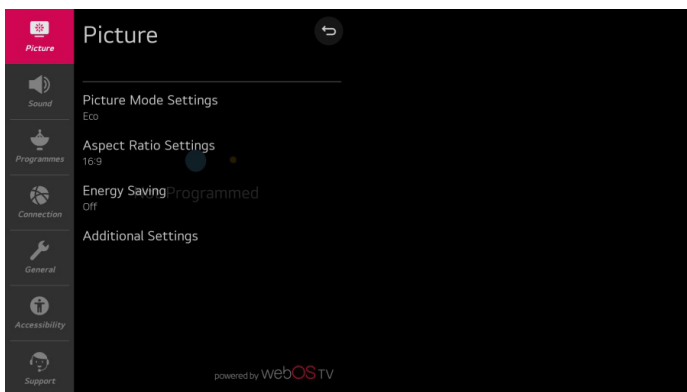 Picture
Picture
Sound
Picture Mode Settings
Eco
Programmes
Aspect Ratio Settings
16:9
Connection
Energy Saving
Off
Not Programmed
General
Additional Settings
Accessibility
Support
powered by webOS TV